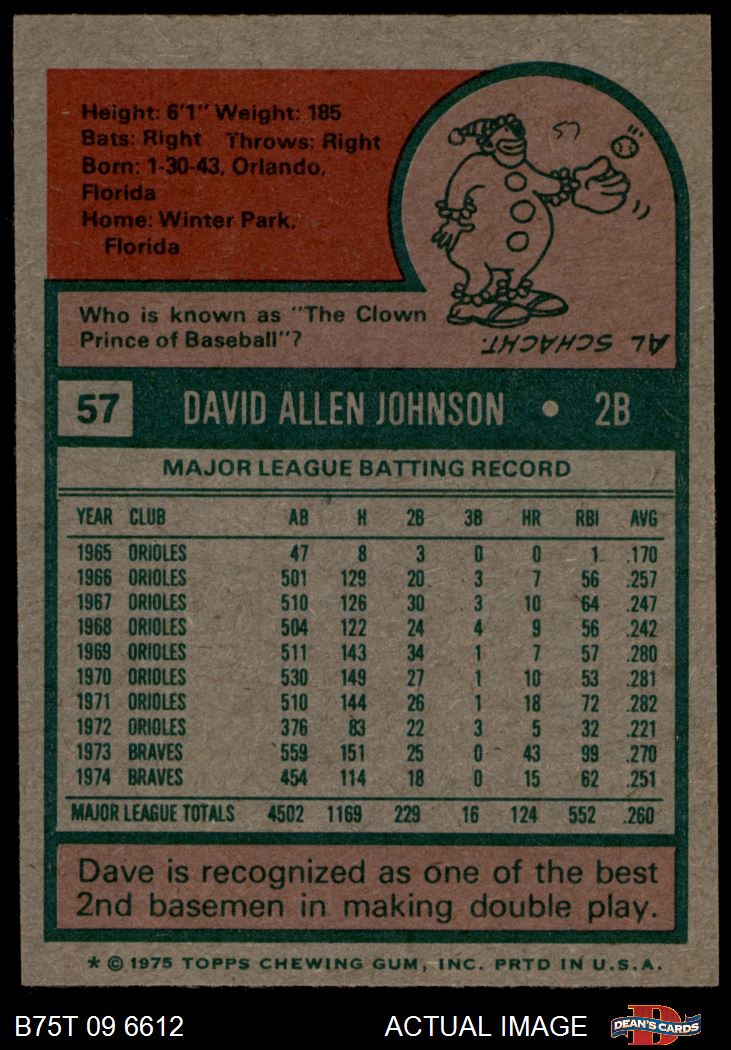 Height: 6'1" Weight: 185
Bats: Right Throws: Right
Born: 1-30-43, Orlando,
Florida
Home: Winter Park,
Florida
57
Who is known as "The Clown
Prince of Baseball"?
AL SCHACHT.
57 DAVID ALLEN JOHNSON • 2B
MAJOR LEAGUE BATTING RECORD
YEAR CLUB AB H 2B 3B HR RBI AVG
1965 ORIOLES 47 8 3 0 0 1 .170
1966 ORIOLES 501 129 20 3 7 56 .257
1967 ORIOLES 510 126 30 3 10 64 .247
1968 ORIOLES 504 122 24 4 9 56 .242
1969 ORIOLES 511 143 34 1 7 57 .280
1970 ORIOLES 530 149 27 1 10 53 .281
1971 ORIOLES 510 144 26 1 18 72 .282
1972 ORIOLES 376 83 22 3 5 32 .221
1973 BRAVES 559 151 25 0 43 99 .270
1974 BRAVES 454 114 18 0 15 62 .251
MAJOR LEAGUE TOTALS 4502 1169 229 16 124 552 .260
Dave is recognized as one of the best
2nd basemen in making double play.
* © 1975 TOPPS CHEWING GUM, INC. PRTD IN U.S.A.
B75T 09 6612 ACTUAL IMAGE DEAN'S CARDS